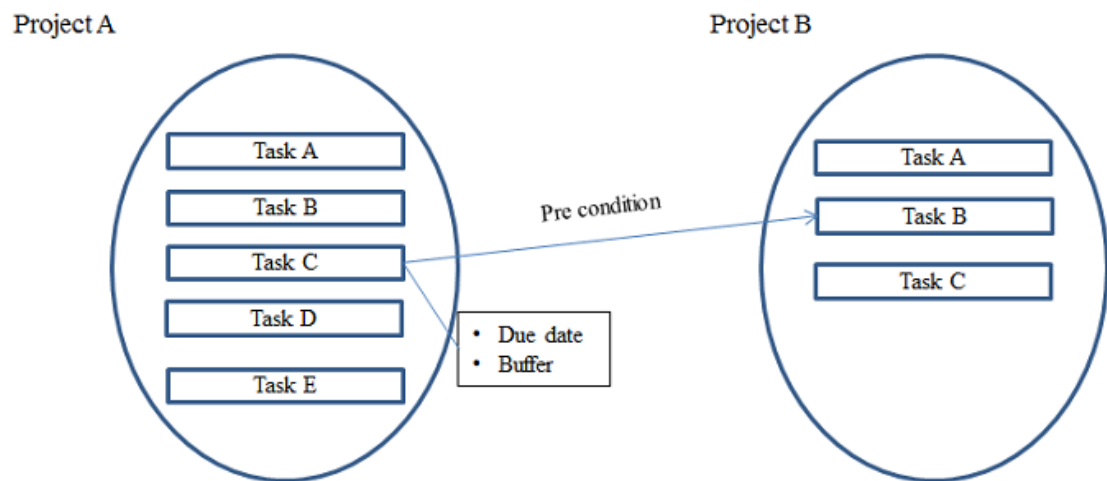 Project A
Task A
Task B
Task C
Task D
Task E
Pre condition
• Due date
• Buffer
Project B
Task A
Task B
Task C